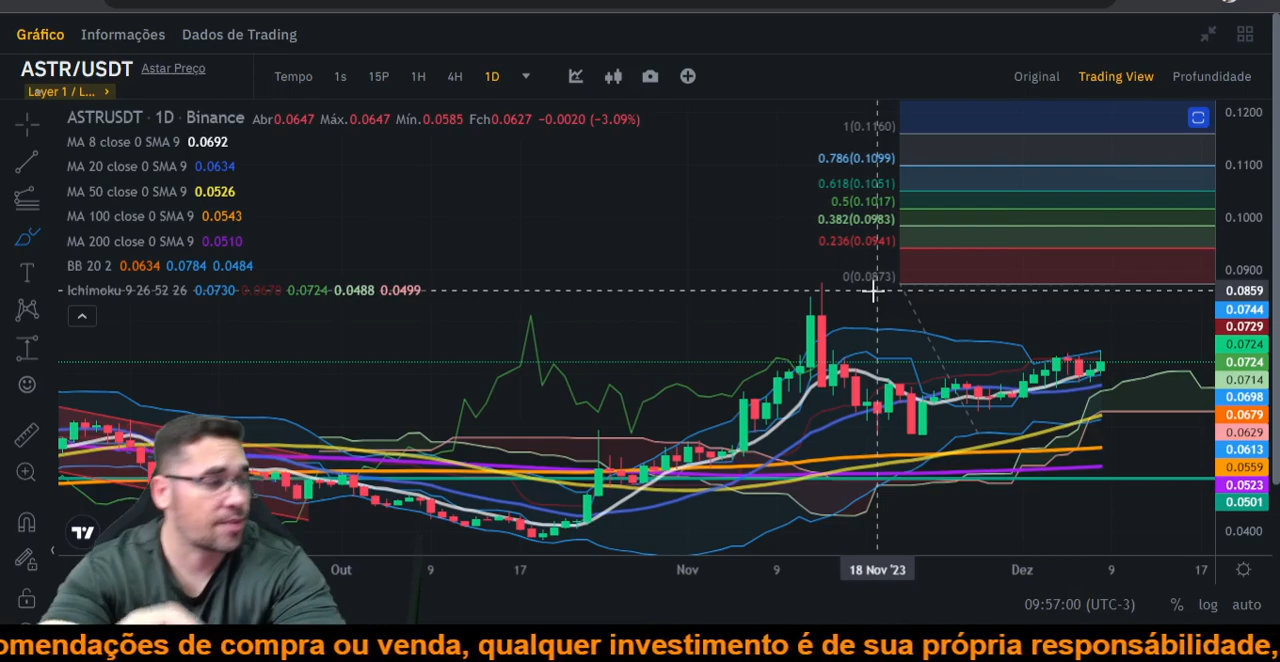 Gráfico Informações Dados de Trading
ASTR/USDT Astar Preço
Layer 1 / L... >
Tempo 1s 15P 1H 4H 1D
Original Trading View Profundidade
ASTRUSDT · 1D · Binance Abr0.0647 Máx.0.0647 Mín.0.0585 Fch0.0627 −0.0020 (−3.09%)
MA 8 close 0 SMA 9 0.0692
MA 20 close 0 SMA 9 0.0634
MA 50 close 0 SMA 9 0.0526
MA 100 close 0 SMA 9 0.0543
MA 200 close 0 SMA 9 0.0510
BB 20 2 0.0634 0.0784 0.0484
Ichimoku 9 26 52 26 0.0730 0.0670 0.0724 0.0488 0.0499
1(0.1160)
0.786(0.1099)
0.618(0.1051)
0.5(0.1017)
0.382(0.0983)
0.236(0.0941)
0(0.0873)
0.1200
0.1100
0.1000
0.0900
0.0859
0.0744
0.0729
0.0724
0.0724
0.0714
0.0698
0.0679
0.0629
0.0613
0.0559
0.0523
0.0501
0.0400
Out 9 17 Nov 9 18 Nov '23 Dez 9 17
09:57:00 (UTC-3) % log auto
omendações de compra ou venda, qualquer investimento é de sua própria responsábilidade,